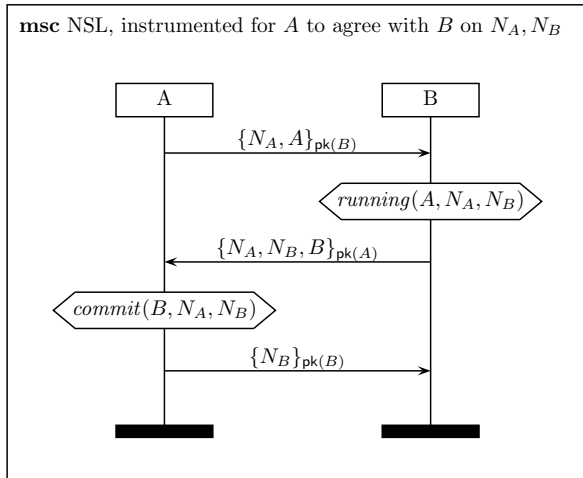 msc NSL, instrumented for A to agree with B on N_A, N_B
A
B
{N_A, A}_pk(B)
running(A, N_A, N_B)
{N_A, N_B, B}_pk(A)
commit(B, N_A, N_B)
{N_B}_pk(B)